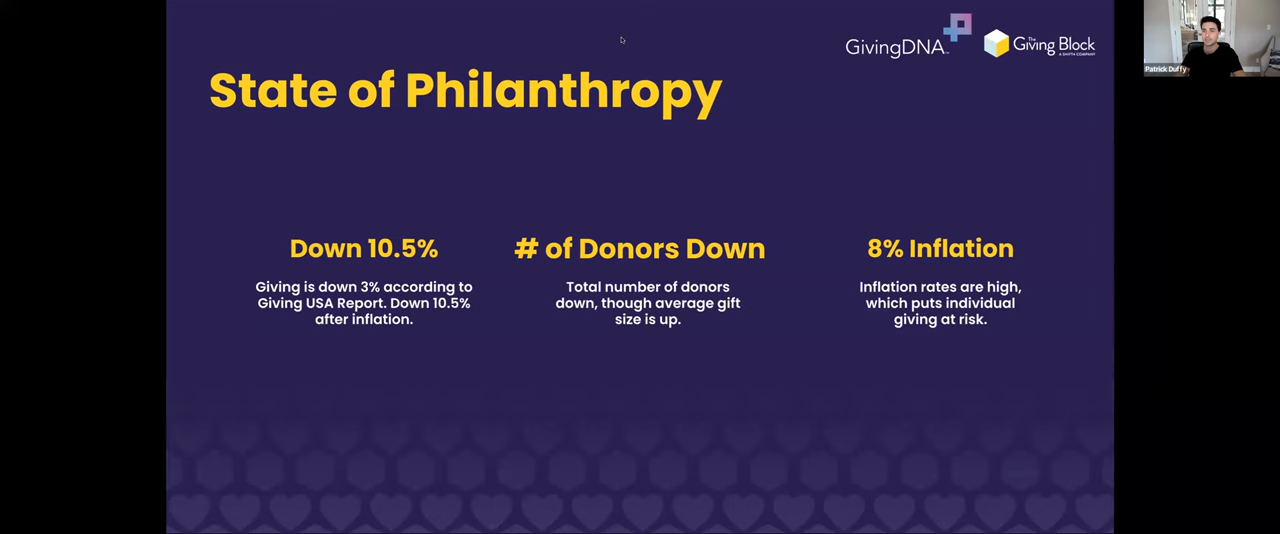 GivingDNA
The
Giving Block
A SHIFT4 COMPANY
Patrick Duffy
State of Philanthropy
Down 10.5%
Giving is down 3% according to
Giving USA Report. Down 10.5%
after inflation.
# of Donors Down
Total number of donors
down, though average gift
size is up.
8% Inflation
Inflation rates are high,
which puts individual
giving at risk.